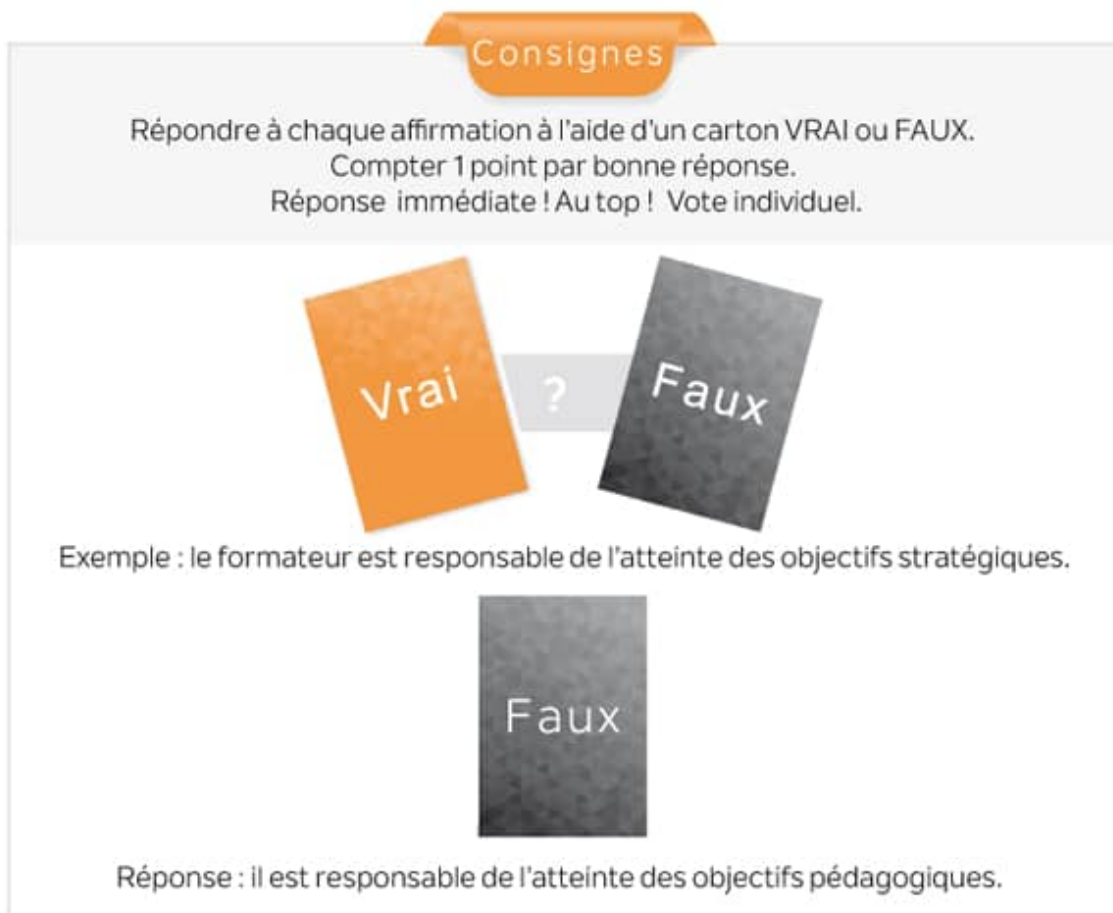 Consignes
Répondre à chaque affirmation à l'aide d'un carton VRAI ou FAUX.
Compter 1 point par bonne réponse.
Réponse immédiate ! Au top ! Vote individuel.
Vrai
?
Faux
Exemple : le formateur est responsable de l'atteinte des objectifs stratégiques.
Faux
Réponse : il est responsable de l'atteinte des objectifs pédagogiques.